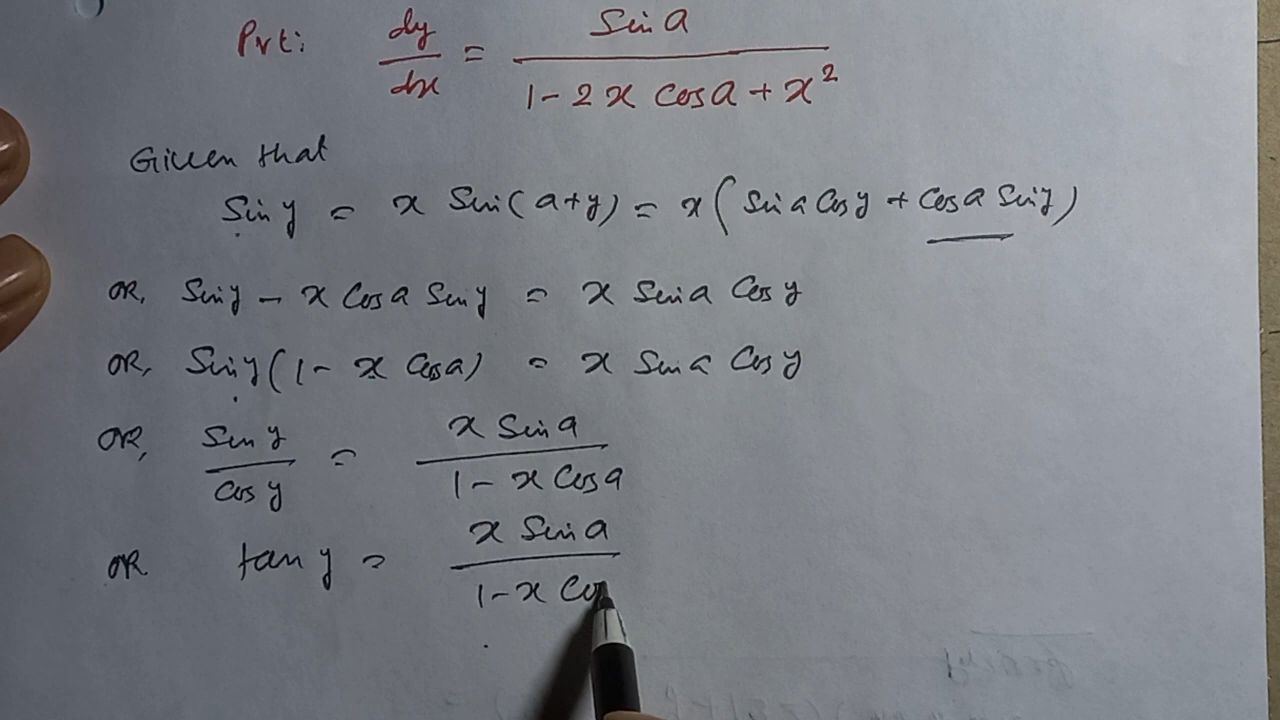 Prt: dy/dx = Sin a / 1 - 2x Cos a + x²
Given that
Sin y = x Sin(a+y) = x(Sin a Cos y + Cos a Sin y)
OR, Sin y - x Cos a Sin y = x Sin a Cos y
OR, Sin y(1 - x Cos a) = x Sin a Cos y
OR, Sin y / Cos y = x Sin a / 1 - x Cos a
OR tan y = x Sin a / 1 - x Cos